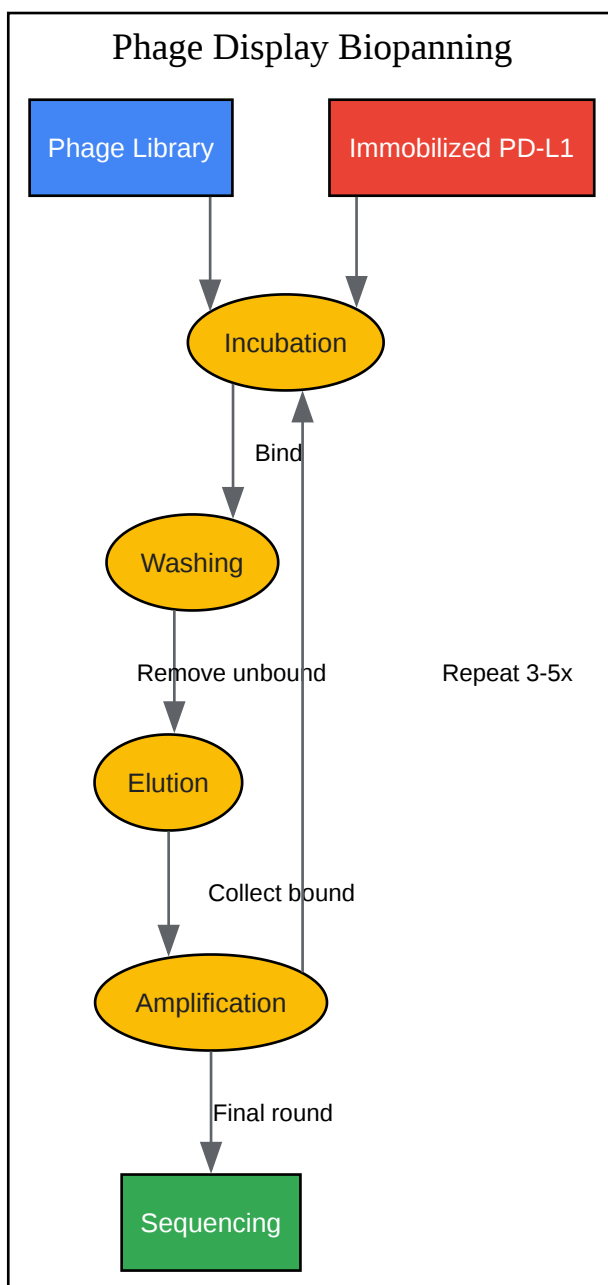 Phage Display Biopanning
Phage Library
Immobilized PD-L1
Incubation
Bind
Washing
Remove unbound
Repeat 3-5x
Elution
Collect bound
Amplification
Final round
Sequencing